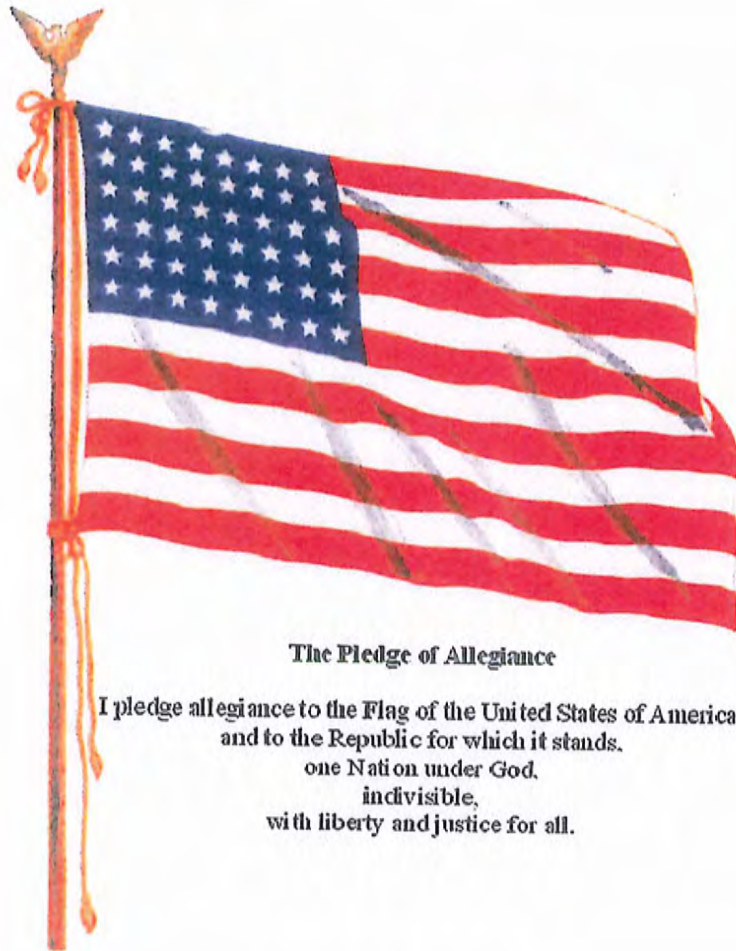 The Pledge of Allegiance
I pledge allegiance to the Flag of the United States of America
and to the Republic for which it stands.
one Nation under God.
indivisible,
with liberty and justice for all.